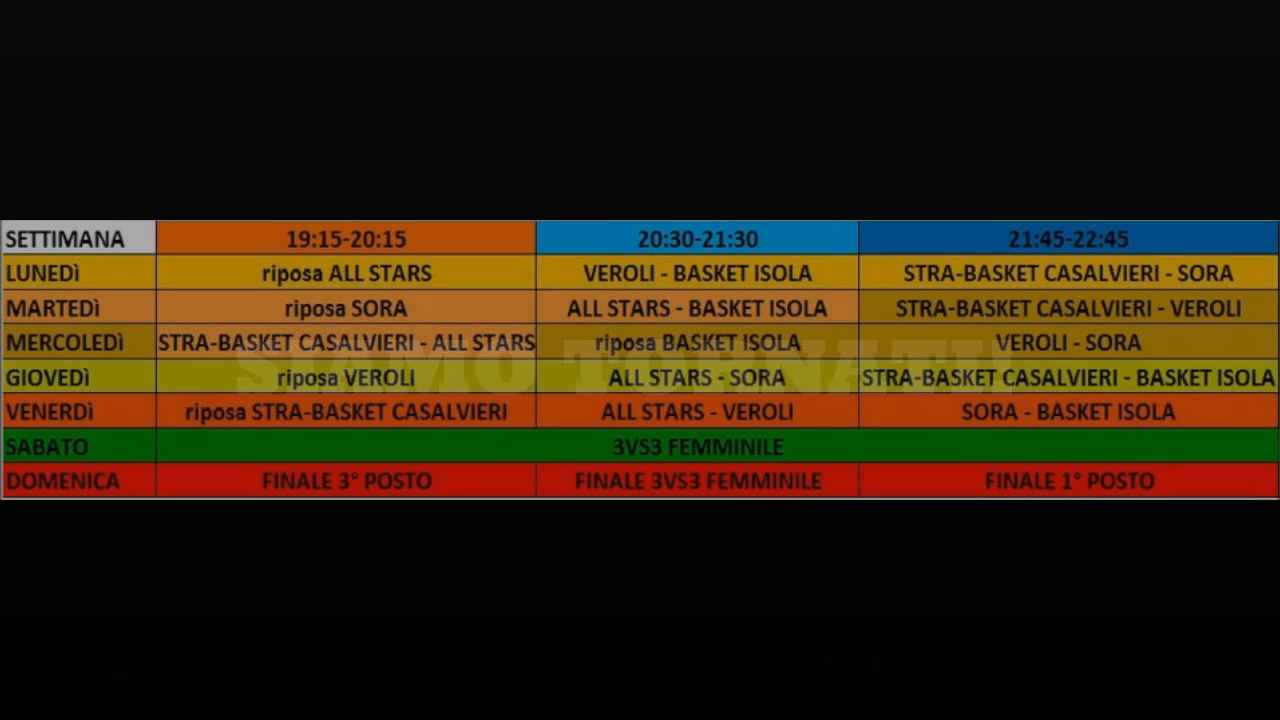 SETTIMANA 19:15-20:15 20:30-21:30 21:45-22:45
LUNEDì riposa ALL STARS VEROLI - BASKET ISOLA STRA-BASKET CASALVIERI - SORA
MARTEDì riposa SORA ALL STARS - BASKET ISOLA STRA-BASKET CASALVIERI - VEROLI
MERCOLEDì STRA-BASKET CASALVIERI - ALL STARS riposa BASKET ISOLA VEROLI - SORA
SIAMO TORNATI!
GIOVEDì riposa VEROLI ALL STARS - SORA STRA-BASKET CASALVIERI - BASKET ISOLA
VENERDì riposa STRA-BASKET CASALVIERI ALL STARS - VEROLI SORA - BASKET ISOLA
SABATO 3VS3 FEMMINILE
DOMENICA FINALE 3° POSTO FINALE 3VS3 FEMMINILE FINALE 1° POSTO